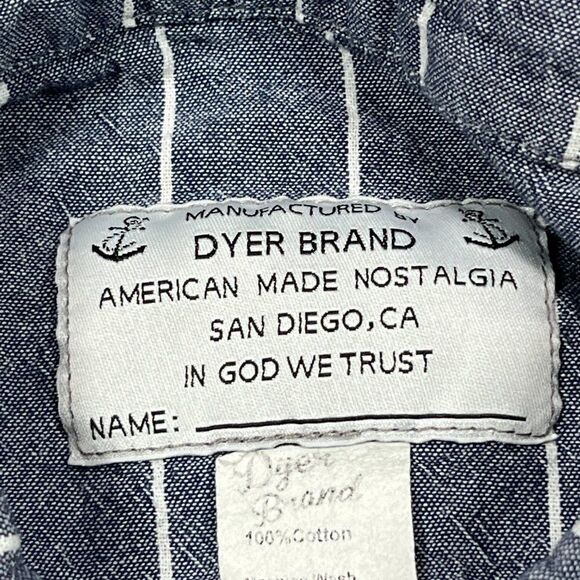 MANUFACTURED BY
DYER BRAND
AMERICAN MADE NOSTALGIA
SAN DIEGO, CA
IN GOD WE TRUST
NAME:
Dyer
Brand
100% Cotton
Wash